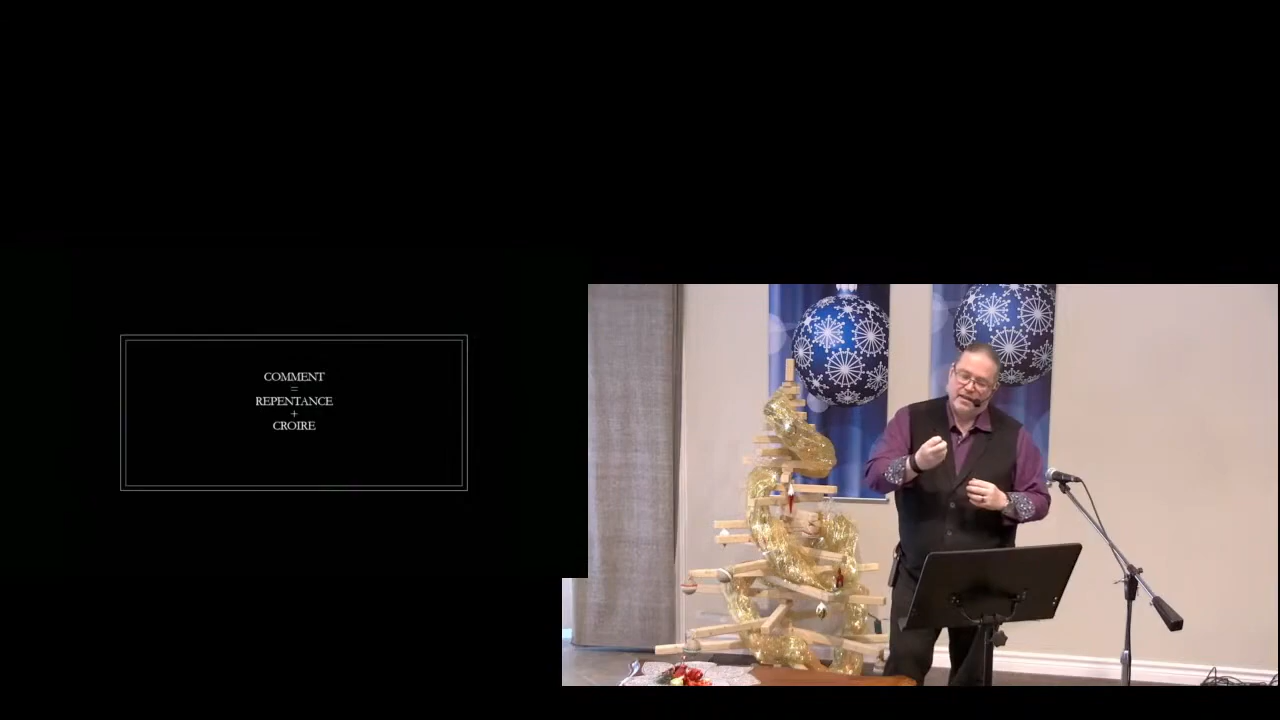 COMMENT
=
REPENTANCE
+
CROIRE